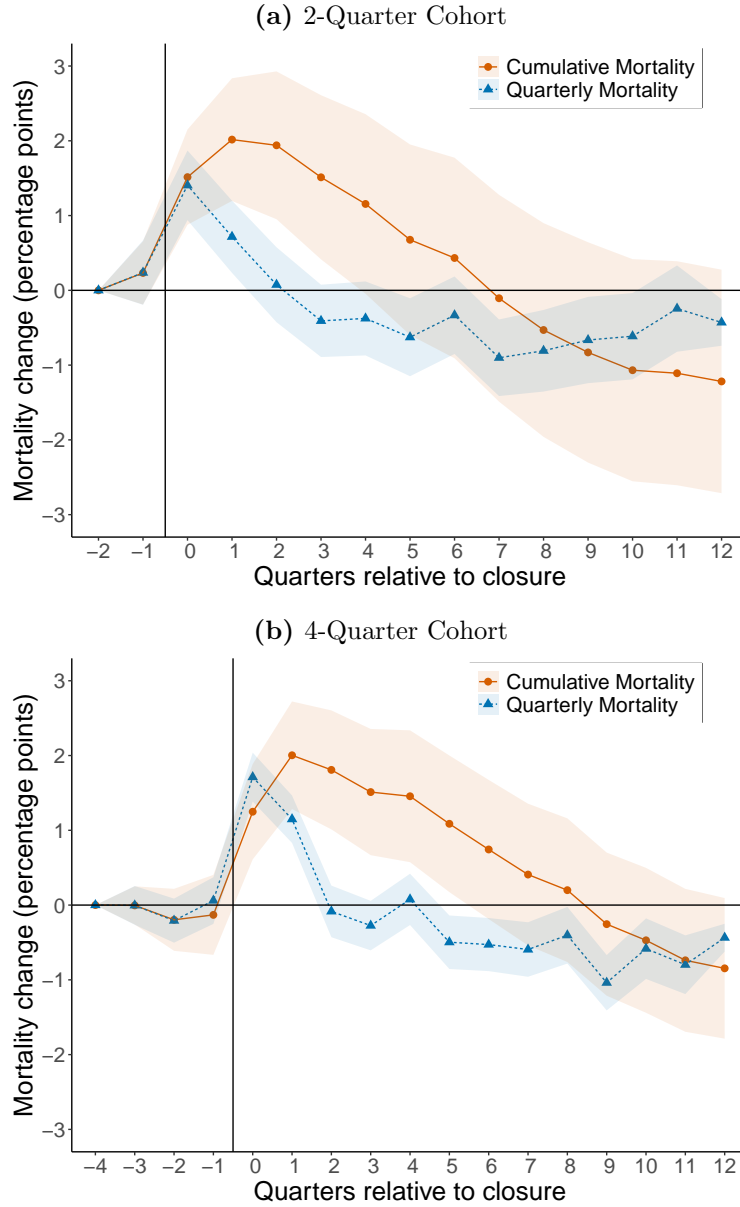 (a) 2-Quarter Cohort
Mortality change (percentage points)
3
2
1
0
−1
−2
−3
Cumulative Mortality
Quarterly Mortality
−2 −1 0 1 2 3 4 5 6 7 8 9 10 11 12
Quarters relative to closure
(b) 4-Quarter Cohort
Mortality change (percentage points)
3
2
1
0
−1
−2
−3
Cumulative Mortality
Quarterly Mortality
−4 −3 −2 −1 0 1 2 3 4 5 6 7 8 9 10 11 12
Quarters relative to closure